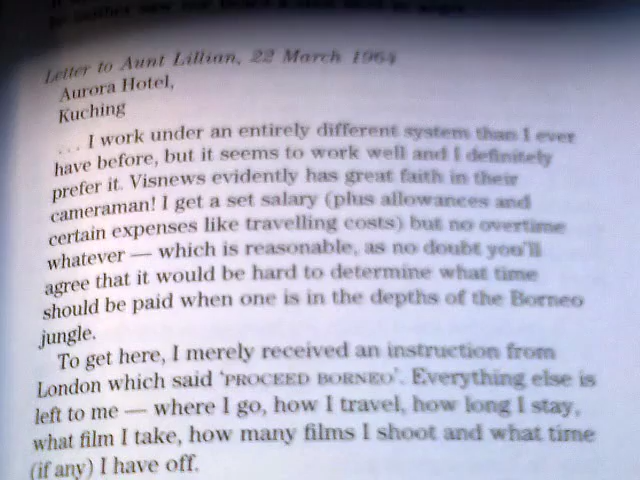 Letter to Aunt Lillian, 22 March 1964
Aurora Hotel,
Kuching
... I work under an entirely different system than I ever
have before, but it seems to work well and I definitely
prefer it. Visnews evidently has great faith in their
cameraman! I get a set salary (plus allowances and
certain expenses like travelling costs) but no overtime
whatever — which is reasonable, as no doubt you'll
agree that it would be hard to determine what time
should be paid when one is in the depths of the Borneo
jungle.
To get here, I merely received an instruction from
London which said 'PROCEED BORNEO'. Everything else is
left to me — where I go, how I travel, how long I stay,
what film I take, how many films I shoot and what time
(if any) I have off.